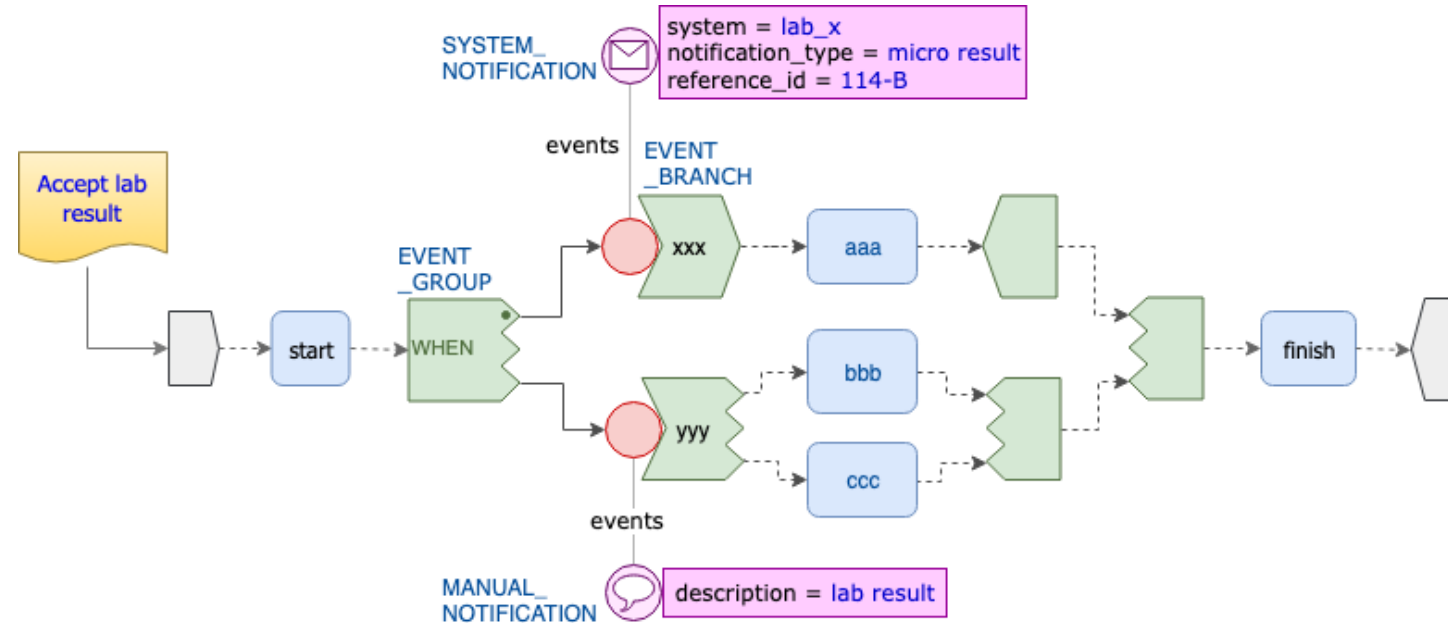 SYSTEM_
NOTIFICATION
system = lab_x
notification_type = micro result
reference_id = 114-B
events
EVENT
_BRANCH
Accept lab
result
xxx
aaa
EVENT
_GROUP
WHEN
start
finish
bbb
yyy
ccc
events
MANUAL_
NOTIFICATION
description = lab result